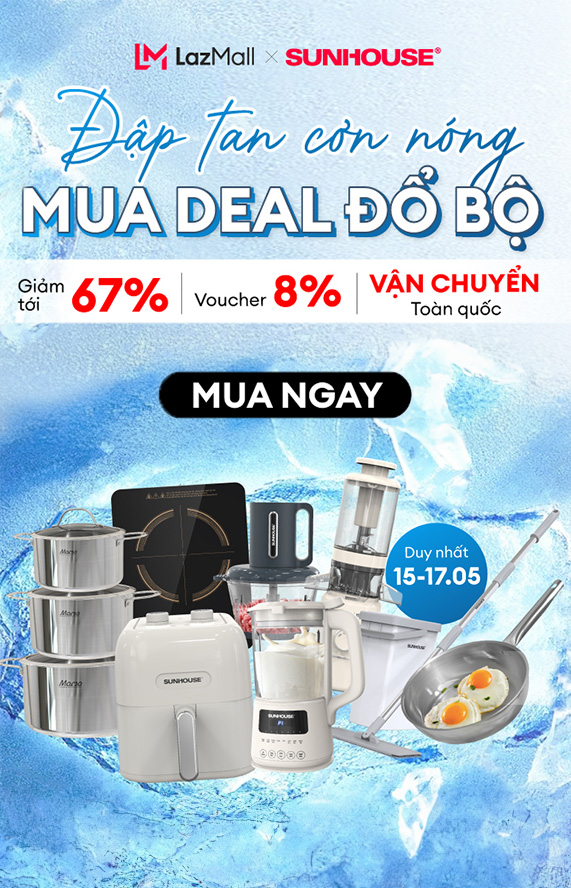 LazMall × SUNHOUSE®
Đập tan cơn nóng
MUA DEAL ĐỔ BỘ
Giảm tới 67%
Voucher 8%
VẬN CHUYỂN
Toàn quốc
MUA NGAY
SUNHOUSE
Duy nhất
15-17.05
SUNHOUSE
SUNHOUSE